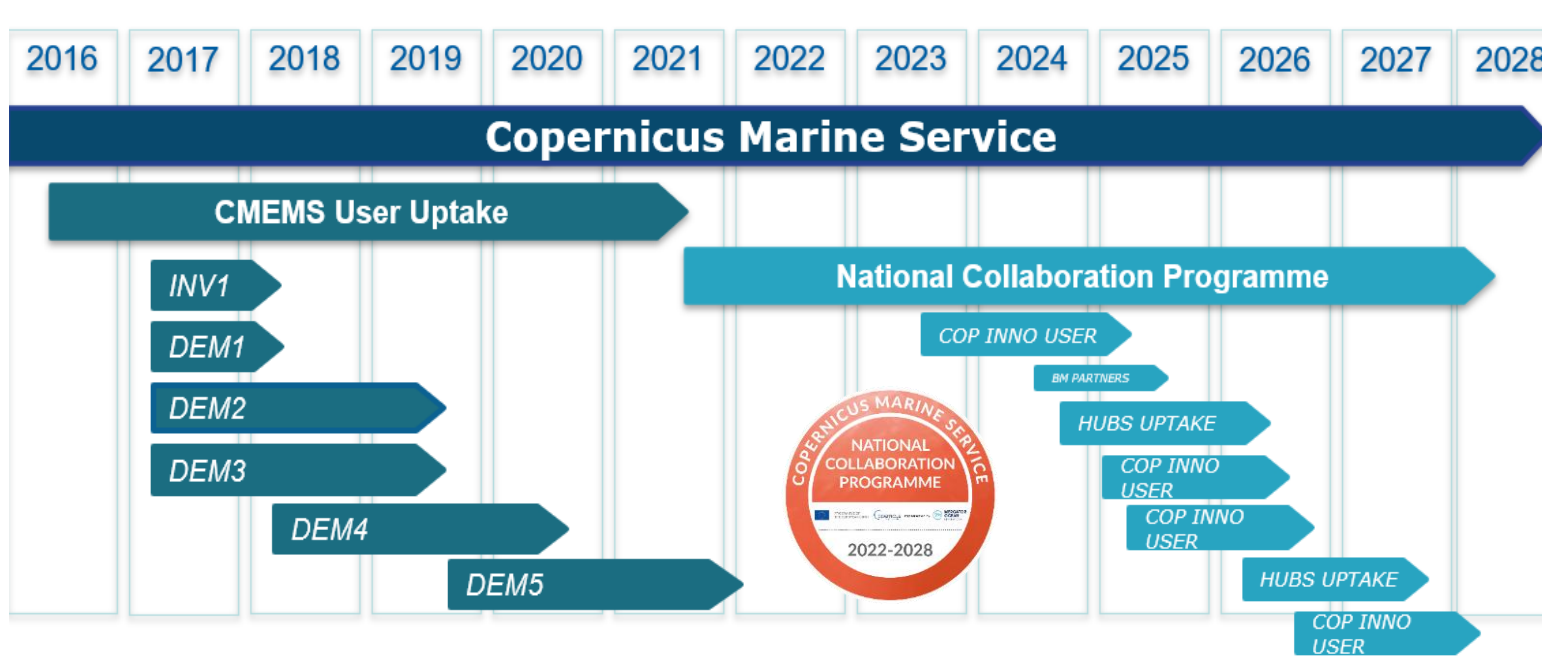 2016 2017 2018 2019 2020 2021 2022 2023 2024 2025 2026 2027 2028
Copernicus Marine Service
CMEMS User Uptake
National Collaboration Programme
INV1
DEM1
DEM2
DEM3
DEM4
DEM5
COP INNO USER
BM PARTNERS
HUBS UPTAKE
COP INNO
USER
COP INNO
USER
HUBS UPTAKE
COP INNO
USER
COPERNICUS MARINE SERVICE
NATIONAL
COLLABORATION
PROGRAMME
2022-2028